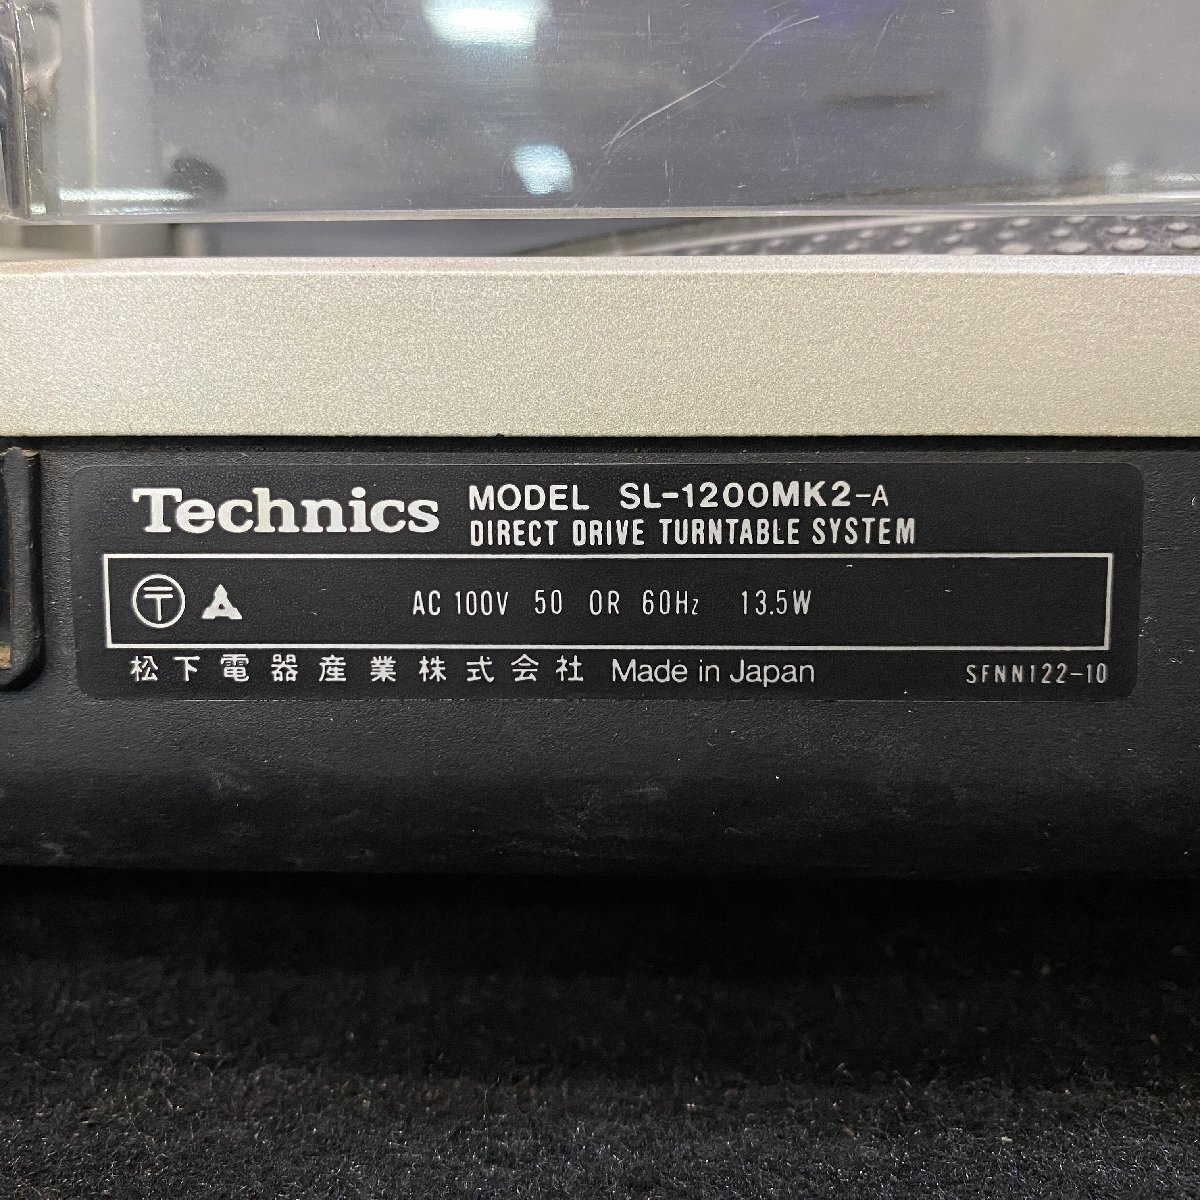 Technics MODEL SL-1200MK2-A
DIRECT DRIVE TURNTABLE SYSTEM
〒 AC 100V 50 OR 60Hz 13.5W
松下電器産業株式会社 Made in Japan SFNN122-10